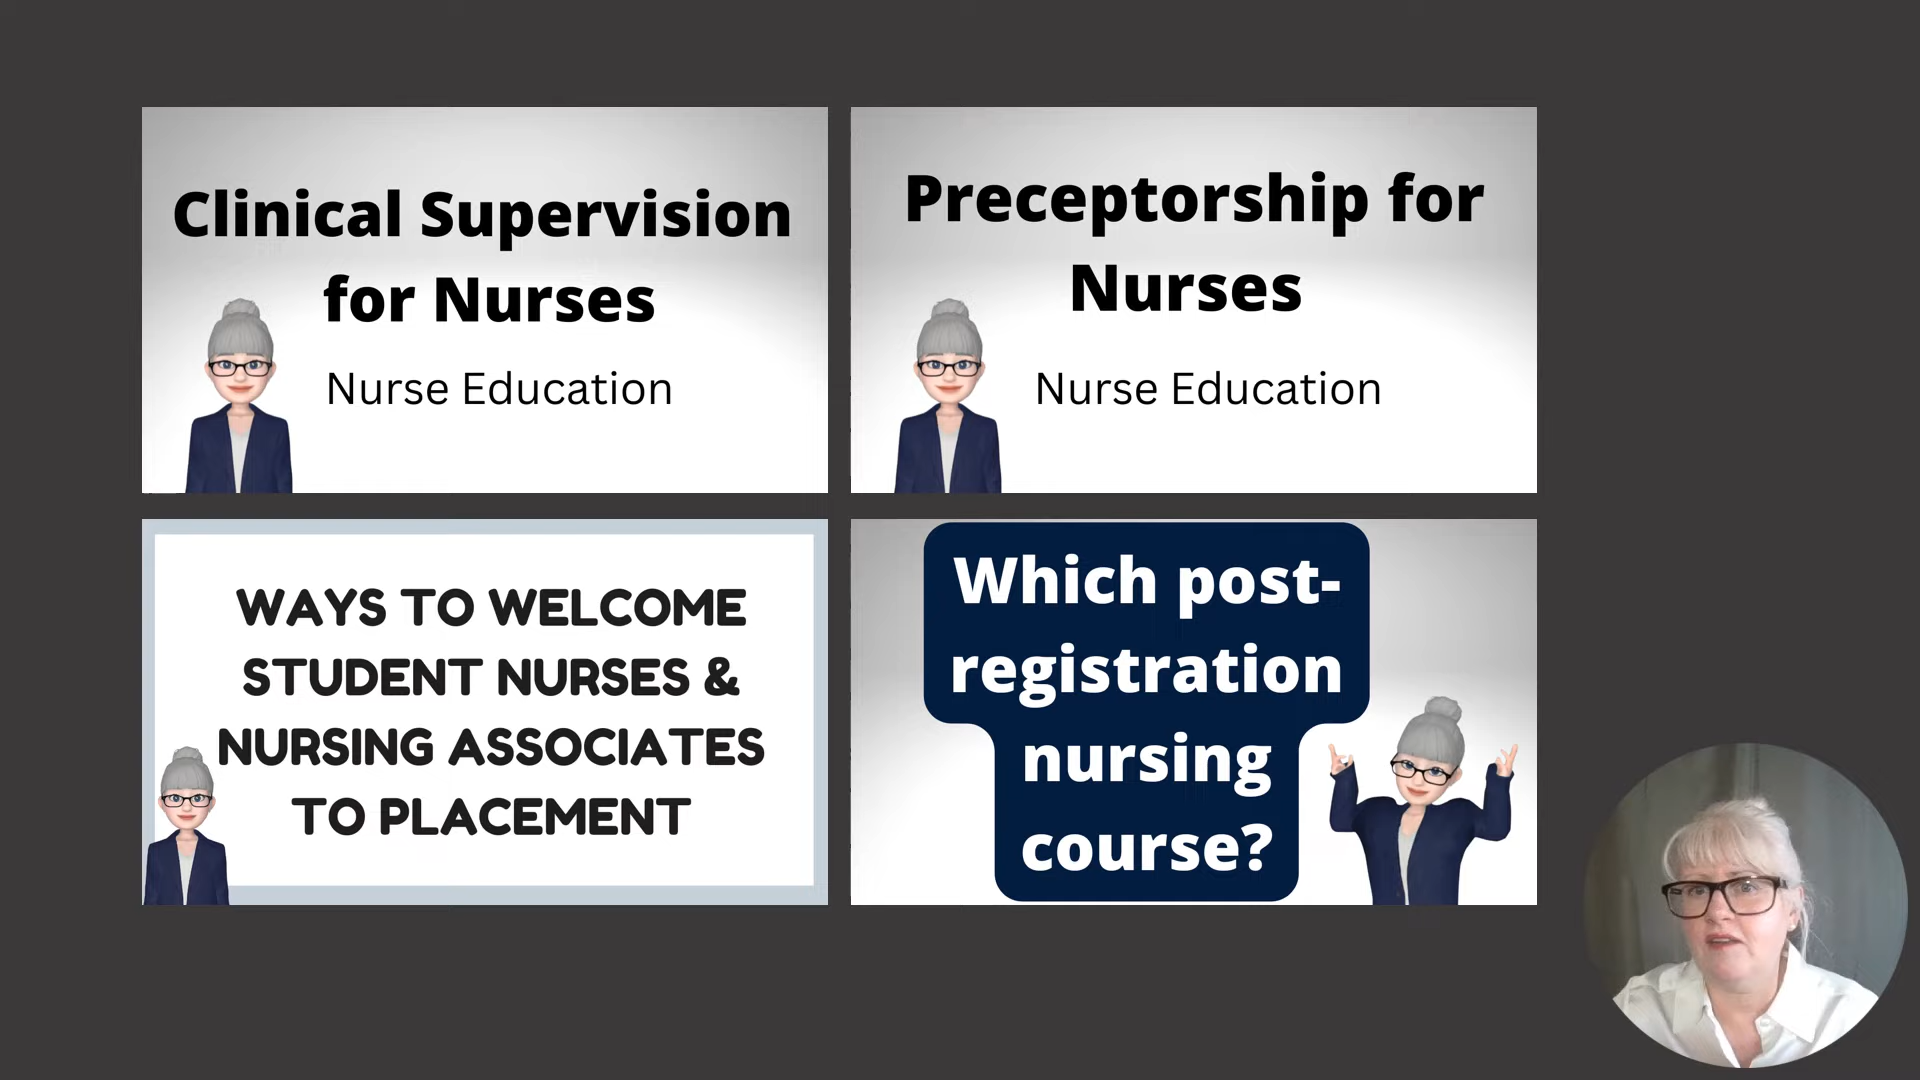 Clinical Supervision
for Nurses
Nurse Education
Preceptorship for
Nurses
Nurse Education
WAYS TO WELCOME
STUDENT NURSES &
NURSING ASSOCIATES
TO PLACEMENT
Which post-
registration
nursing
course?